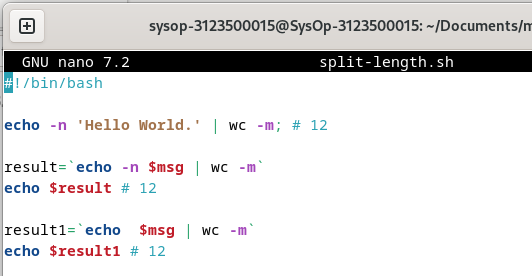 sysop-3123500015@SysOp-3123500015: ~/Documents/
GNU nano 7.2 split-length.sh
#!/bin/bash
echo -n 'Hello World.' | wc -m; # 12
result=`echo -n $msg | wc -m`
echo $result # 12
result1=`echo  $msg | wc -m`
echo $result1 # 12